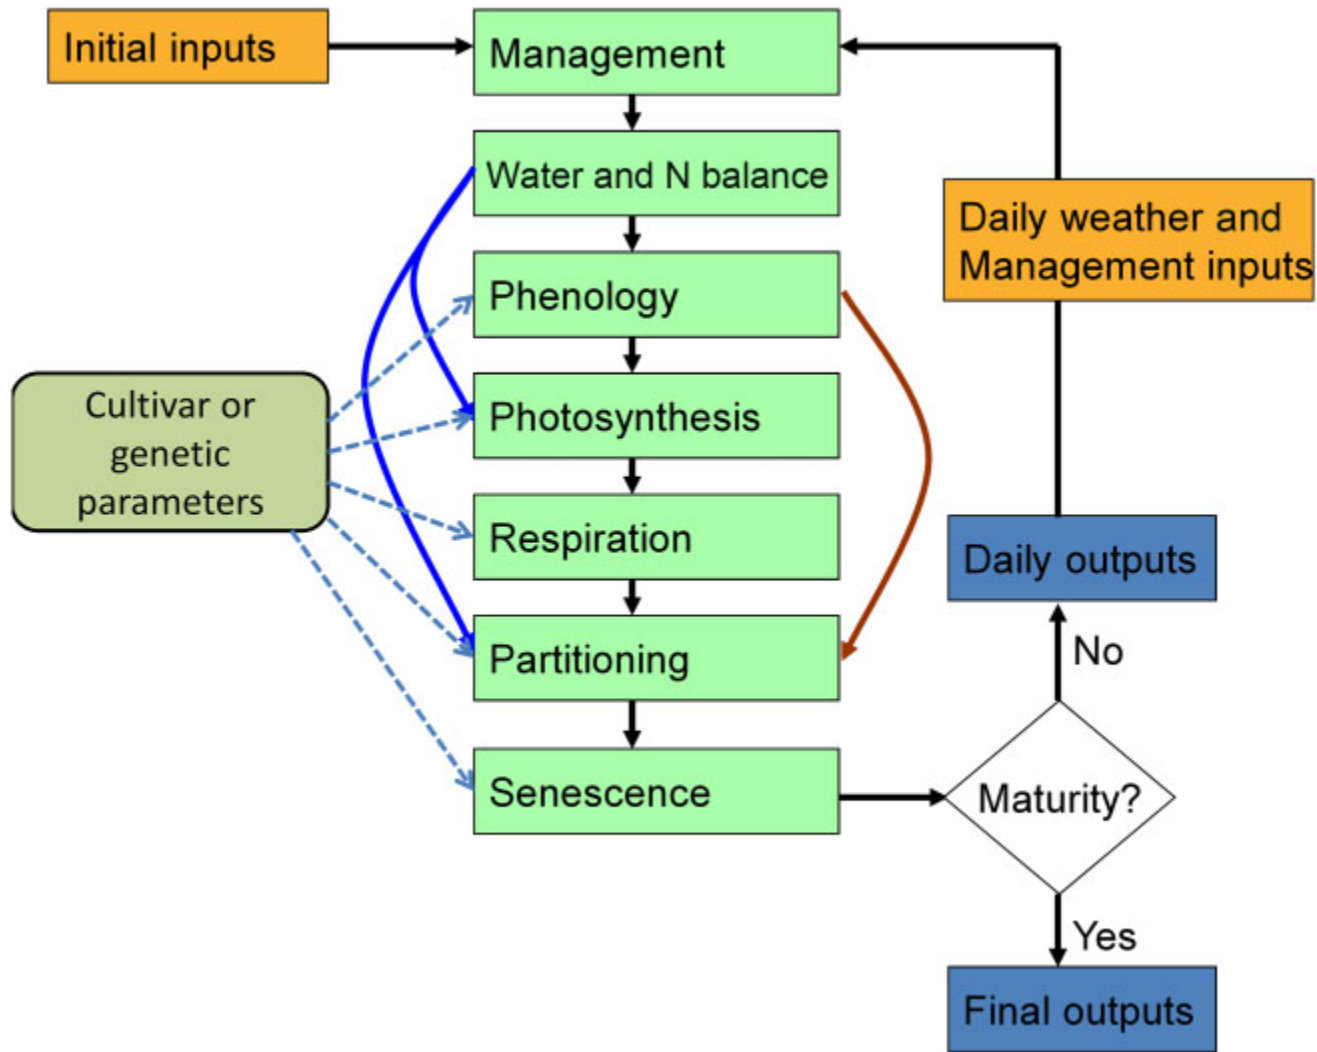 Initial inputs
Management
Water and N balance
Daily weather and
Management inputs
Phenology
Cultivar or
genetic
parameters
Photosynthesis
Respiration
Daily outputs
No
Partitioning
Senescence
Maturity?
Yes
Final outputs